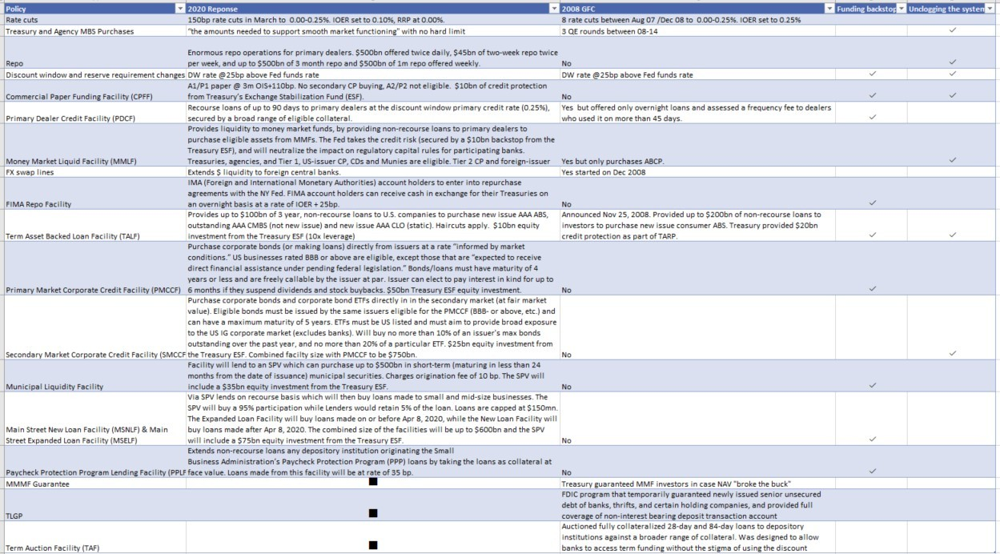 Policy 2020 Reponse 2008 GFC Funding backstop Unclogging the system
Rate cuts 150bp rate cuts in March to 0.00-0.25%. IOER set to 0.10%, RRP at 0.00%. 8 rate cuts between Aug 07 /Dec 08 to 0.00-0.25%. IOER set to 0.25%
Treasury and Agency MBS Purchases "the amounts needed to support smooth market functioning" with no hard limit 3 QE rounds between 08-14 ✓
Enormous repo operations for primary dealers. $500bn offered twice daily, $45bn of two-week repo twice
Repo per week, and up to $500bn of 3 month repo and $500bn of 1m repo offered weekly. No ✓
Discount window and reserve requirement changes DW rate @25bp above Fed funds rate DW rate @25bp above Fed funds rate ✓ ✓
A1/P1 paper @ 3m OIS+110bp. No secondary CP buying, A2/P2 not eligible. $10bn of credit protection
Commercial Paper Funding Facility (CPFF) from Treasury's Exchange Stabilization Fund (ESF). No ✓ ✓
Recourse loans of up to 90 days to primary dealers at the discount window primary credit rate (0.25%), Yes but offered only overnight loans and assessed a frequency fee to dealers
Primary Dealer Credit Facility (PDCF) secured by a broad range of eligible collateral. who used it on more than 45 days. ✓
Provides liquidity to money market funds, by providing non-recourse loans to primary dealers to
purchase eligible assets from MMFs. The Fed takes the credit risk (secured by a $10bn backstop from the
Treasury ESF), and will neutralize the impact on regulatory capital rules for participating banks.
Money Market Liquid Facility (MMLF) Treasuries, agencies, and Tier 1, US-issuer CP, CDs and Munies are eligible. Tier 2 CP and foreign-issuer Yes but only purchases ABCP. ✓
FX swap lines Extends $ liquidity to foreign central banks. Yes started on Dec 2008
IMA (Foreign and International Monetary Authorities) account holders to enter into repurchase
agreements with the NY Fed. FIMA account holders can receive cash in exchange for their Treasuries on
FIMA Repo Facility an overnight basis at a rate of IOER + 25bp. No ✓
Provides up to $100bn of 3 year, non-recourse loans to U.S. companies to purchase new issue AAA ABS, Announced Nov 25, 2008. Provided up to $200bn of non-recourse loans to
outstanding AAA CMBS (not new issue) and new issue AAA CLO (static). Haircuts apply. $10bn equity investors to purchase new issue consumer ABS. Treasury provided $20bn
Term Asset Backed Loan Facility (TALF) investment from the Treasury ESF (10x leverage) credit protection as part of TARP. ✓ ✓
Purchase corporate bonds (or making loans) directly from issuers at a rate "informed by market
conditions." US businesses rated BBB or above are eligible, except those that are "expected to receive
direct financial assistance under pending federal legislation." Bonds/loans must have maturity of 4
years or less and are freely callable by the issuer at par. Issuer can elect to pay interest in kind for up to
Primary Market Corporate Credit Facility (PMCCF) 6 months if they suspend dividends and stock buybacks. $50bn Treasury ESF equity investment. No ✓
Purchase corporate bonds and corporate bond ETFs directly in in the secondary market (at fair market
value). Eligible bonds must be issued by the same issuers eligible for the PMCCF (BBB- or above, etc.) and
can have a maximum maturity of 5 years. ETFs must be US listed and must aim to provide broad exposure
to the US IG corporate market (excludes banks). Will buy no more than 10% of an issuer's max bonds
outstanding over the past year, and no more than 20% of a particular ETF. $25bn equity investment from
Secondary Market Corporate Credit Facility (SMCCF the Treasury ESF. Combined facilty size with PMCCF to be $750bn. No ✓
Facility will lend to an SPV which can purchase up to $500bn in short-term (maturing in less than 24
months from the date of issuance) municipal securities. Charges origination fee of 10 bp. The SPV will
Municipal Liquidity Facility include a $35bn equity investment from the Treasury ESF. No ✓
Via SPV lends on recourse basis which will then buy loans made to small and mid-size businesses. The
SPV will buy a 95% participation while Lenders would retain 5% of the loan. Loans are capped at $150mn.
The Expanded Loan Facility will buy loans made on or before Apr 8, 2020, while the New Loan Facility will
Main Street New Loan Facility (MSNLF) & Main buy loans made after Apr 8, 2020. The combined size of the facilities will be up to $600bn and the SPV
Street Expanded Loan Facility (MSELF) will include a $75bn equity investment from the Treasury ESF. No ✓
Extends non-recourse loans any depository institution originating the Small
Business Administration's Paycheck Protection Program (PPP) loans by taking the loans as collateral at
Paycheck Protection Program Lending Facility (PPLF face value. Loans made from this facility will be at rate of 35 bp. No ✓
MMMF Guarantee ■ Treasury guaranteed MMF investors in case NAV "broke the buck"
FDIC program that temporarily guaranteed newly issued senior unsecured
debt of banks, thrifts, and certain holding companies, and provided full
TLGP ■ coverage of non-interest bearing deposit transaction account
Auctioned fully collateralized 28-day and 84-day loans to depository
institutions against a broader range of collateral. Was designed to allow
Term Auction Facility (TAF) ■ banks to access term funding without the stigma of using the discount